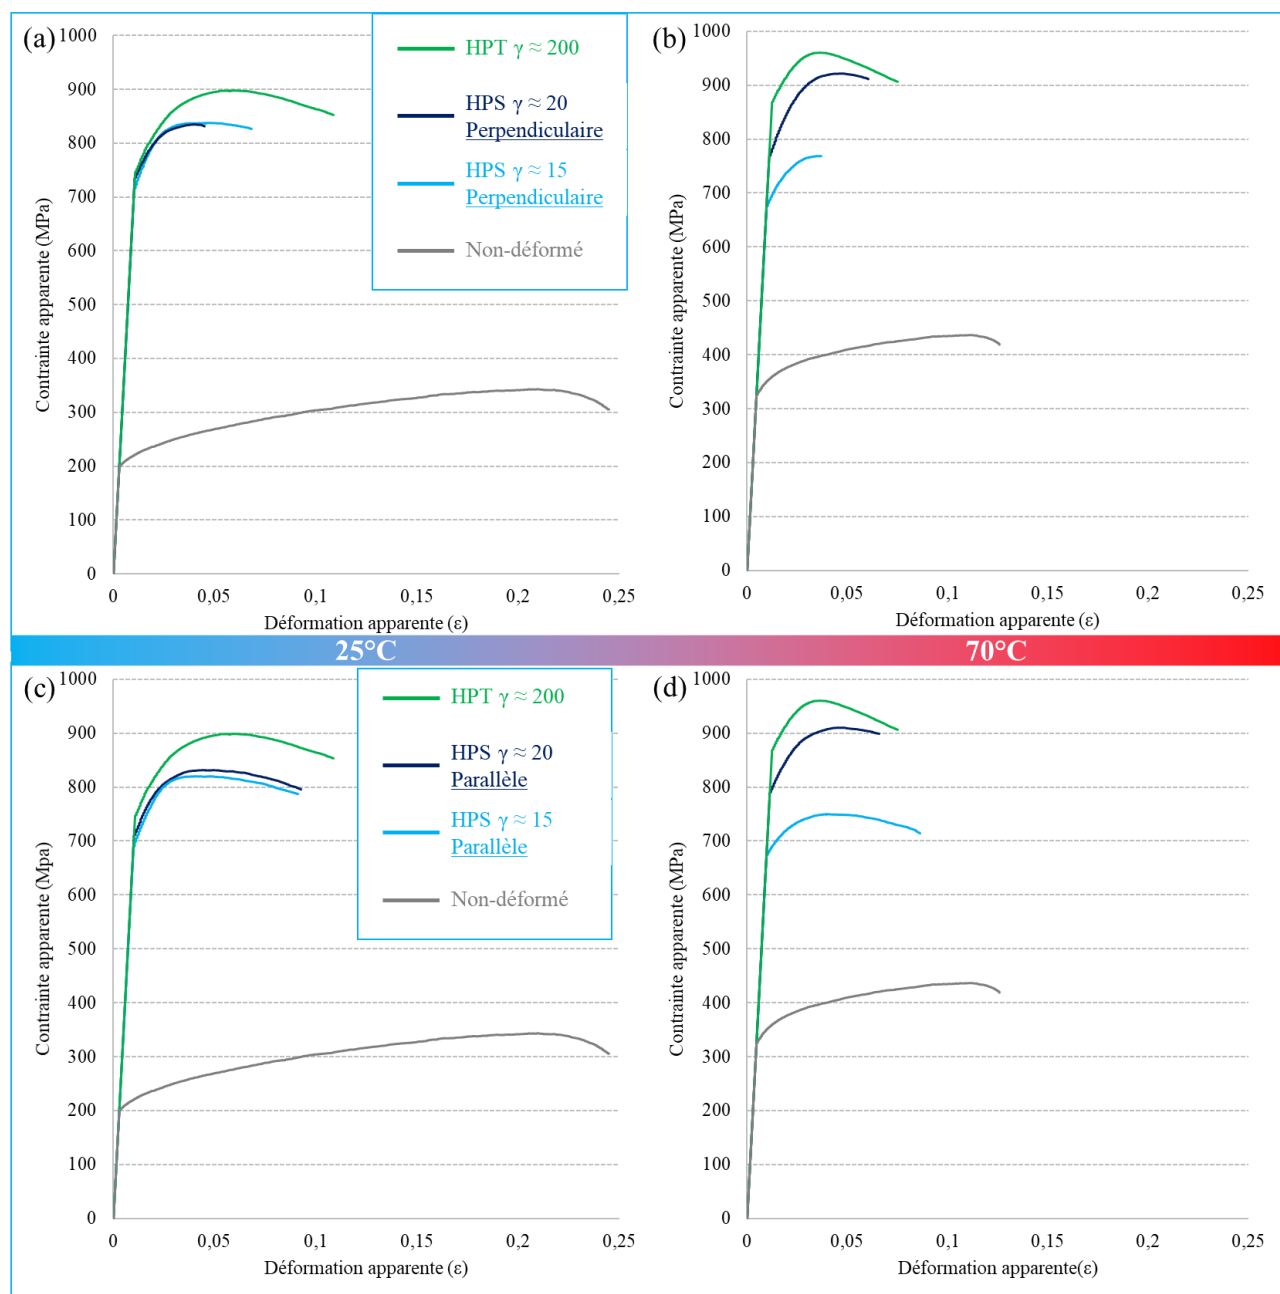 (a)
1000
900
800
700
600
500
400
300
200
100
0
Contrainte apparente (MPa)
0
0,05
0,1
0,15
0,2
0,25
Déformation apparente (ε)
HPT γ ≈ 200
HPS γ ≈ 20
Perpendiculaire
HPS γ ≈ 15
Perpendiculaire
Non-déformé
(b)
1000
900
800
700
600
500
400
300
200
100
0
Contrainte apparente (MPa)
0
0,05
0,1
0,15
0,2
0,25
Déformation apparente (ε)
25°C
70°C
(c)
1000
900
800
700
600
500
400
300
200
100
0
Contrainte apparente (Mpa)
0
0,05
0,1
0,15
0,2
0,25
Déformation apparente (ε)
HPT γ ≈ 200
HPS γ ≈ 20
Parallèle
HPS γ ≈ 15
Parallèle
Non-déformé
(d)
1000
900
800
700
600
500
400
300
200
100
0
Contrainte apparente (MPa)
0
0,05
0,1
0,15
0,2
0,25
Déformation apparente(ε)